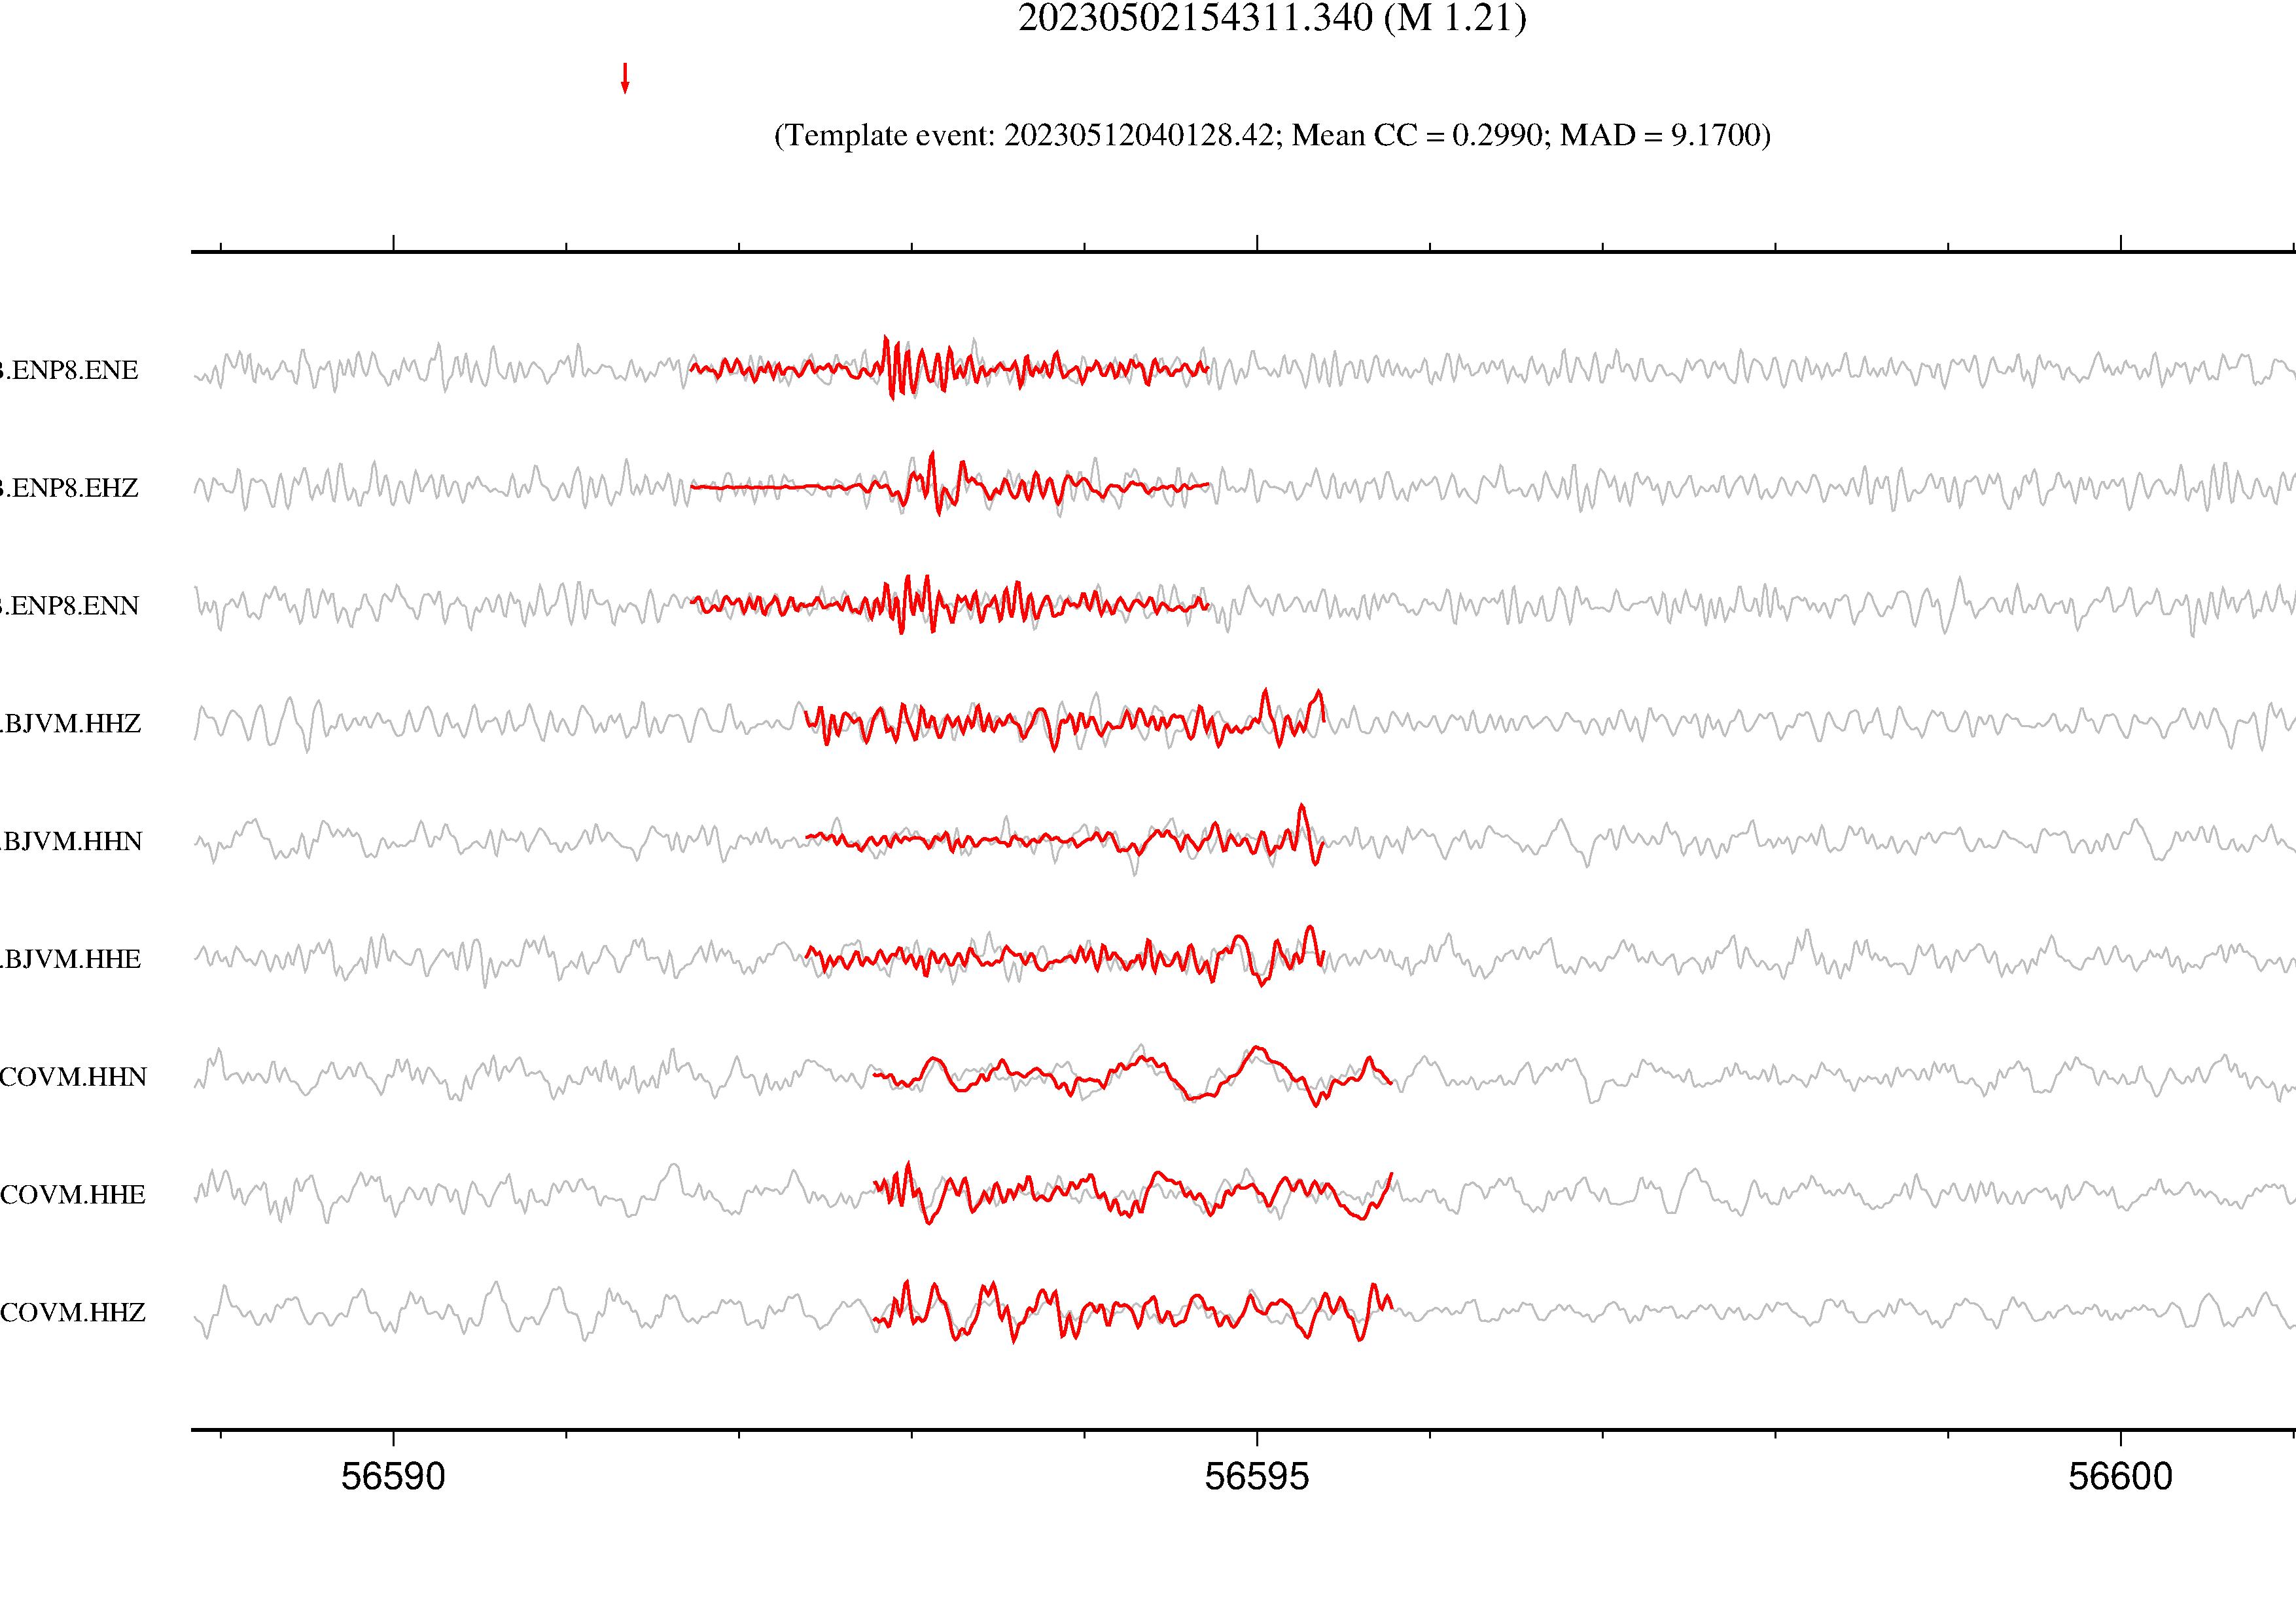 20230502154311.340 (M 1.21)
(Template event: 20230512040128.42; Mean CC = 0.2990; MAD = 9.1700)
.ENP8.ENE
.ENP8.EHZ
.ENP8.ENN
.BJVM.HHZ
.BJVM.HHN
.BJVM.HHE
COVM.HHN
COVM.HHE
COVM.HHZ
56590 56595 56600